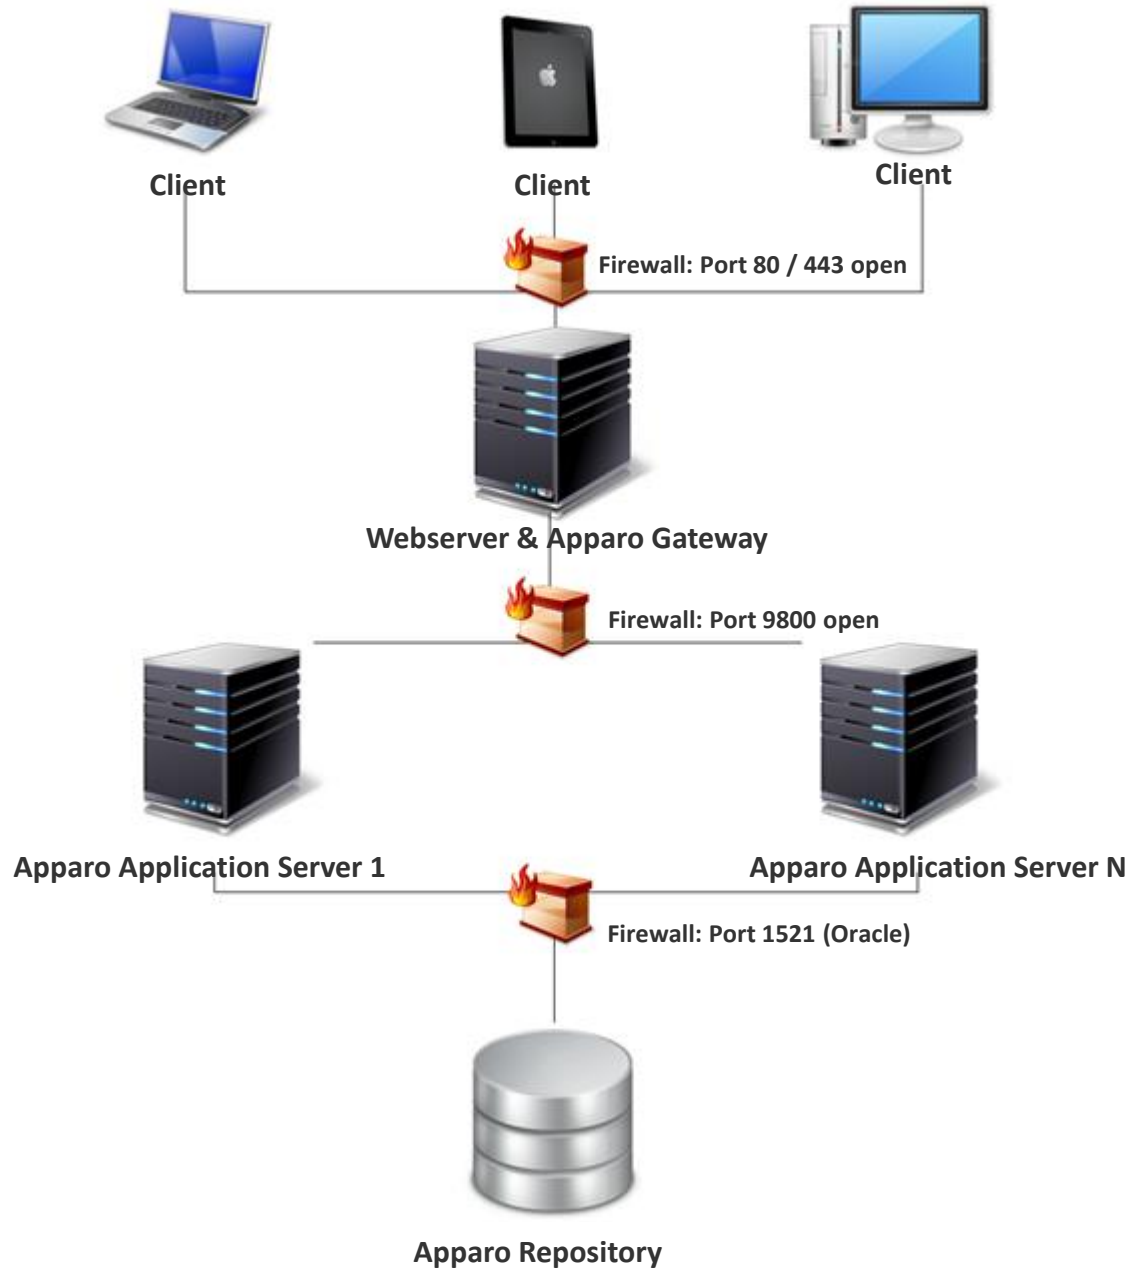 Client
Client
Client
Firewall: Port 80 / 443 open
Webserver & Apparo Gateway
Firewall: Port 9800 open
Apparo Application Server 1
Apparo Application Server N
Firewall: Port 1521 (Oracle)
Apparo Repository